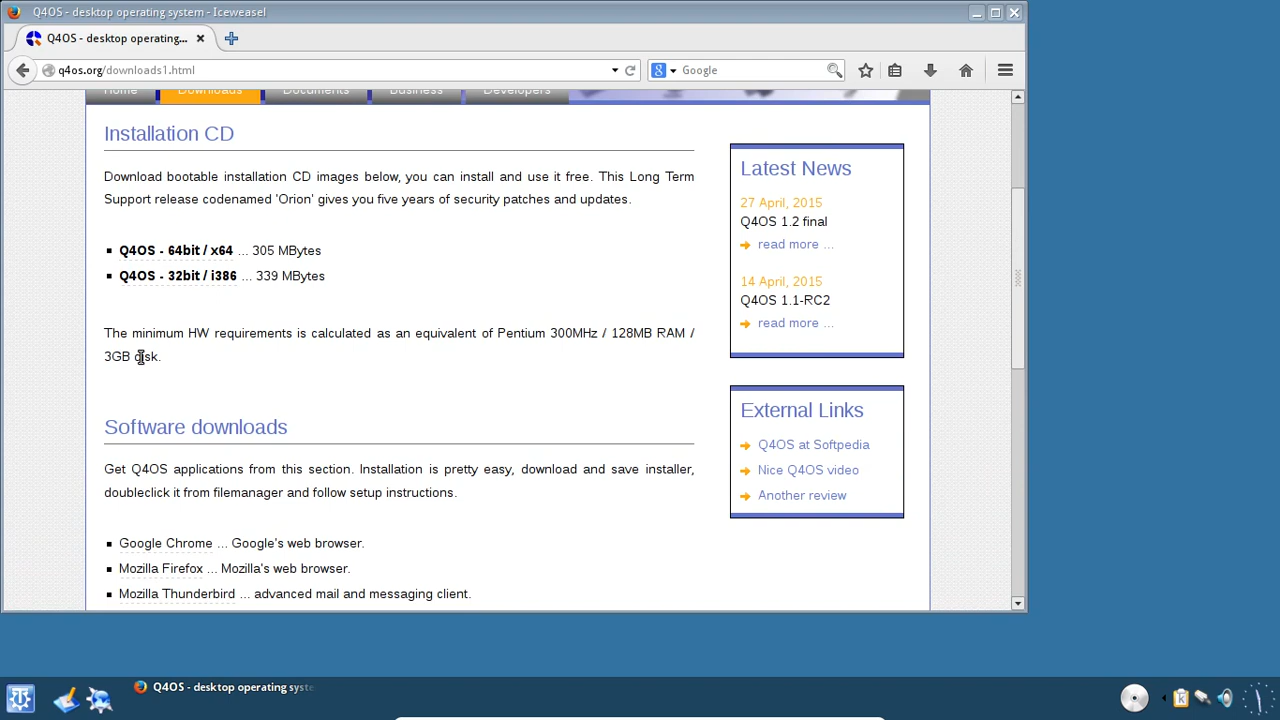 Q4OS - desktop operating system - Iceweasel
Q4OS - desktop operating...
q4os.org/downloads1.html
Google
Home
Downloads
Documents
Business
Developers
Installation CD
Download bootable installation CD images below, you can install and use it free. This Long Term
Support release codenamed 'Orion' gives you five years of security patches and updates.
Q4OS - 64bit / x64 ... 305 MBytes
Q4OS - 32bit / i386 ... 339 MBytes
The minimum HW requirements is calculated as an equivalent of Pentium 300MHz / 128MB RAM /
3GB disk.
Software downloads
Get Q4OS applications from this section. Installation is pretty easy, download and save installer,
doubleclick it from filemanager and follow setup instructions.
Google Chrome ... Google's web browser.
Mozilla Firefox ... Mozilla's web browser.
Mozilla Thunderbird ... advanced mail and messaging client.
Latest News
27 April, 2015
Q4OS 1.2 final
read more ...
14 April, 2015
Q4OS 1.1-RC2
read more ...
External Links
Q4OS at Softpedia
Nice Q4OS video
Another review
Q4OS - desktop operating syste